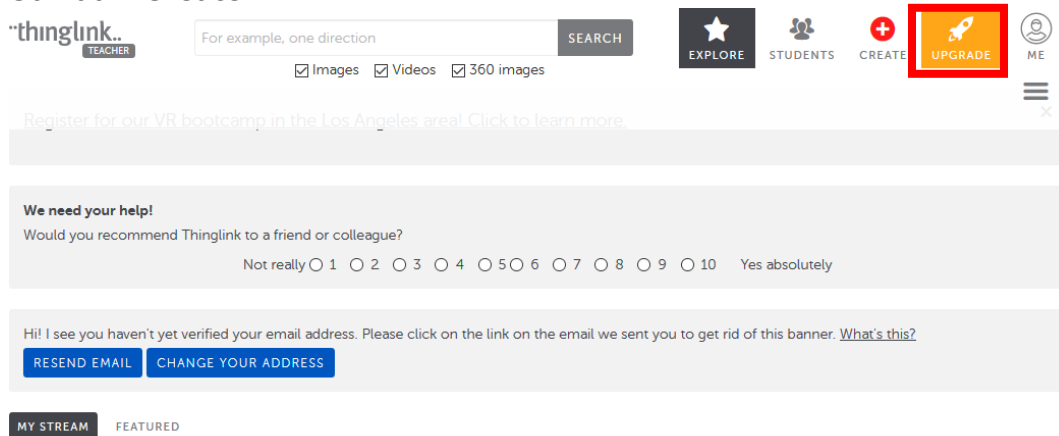 thinglink..
TEACHER
For example, one direction
SEARCH
Images Videos 360 images
EXPLORE
STUDENTS
CREATE
UPGRADE
ME
Register for our VR bootcamp in the Los Angeles area! Click to learn more.
We need your help!
Would you recommend Thinglink to a friend or colleague?
Not really 1 2 3 4 5 6 7 8 9 10 Yes absolutely
Hi! I see you haven't yet verified your email address. Please click on the link on the email we sent you to get rid of this banner. What's this?
RESEND EMAIL CHANGE YOUR ADDRESS
MY STREAM FEATURED